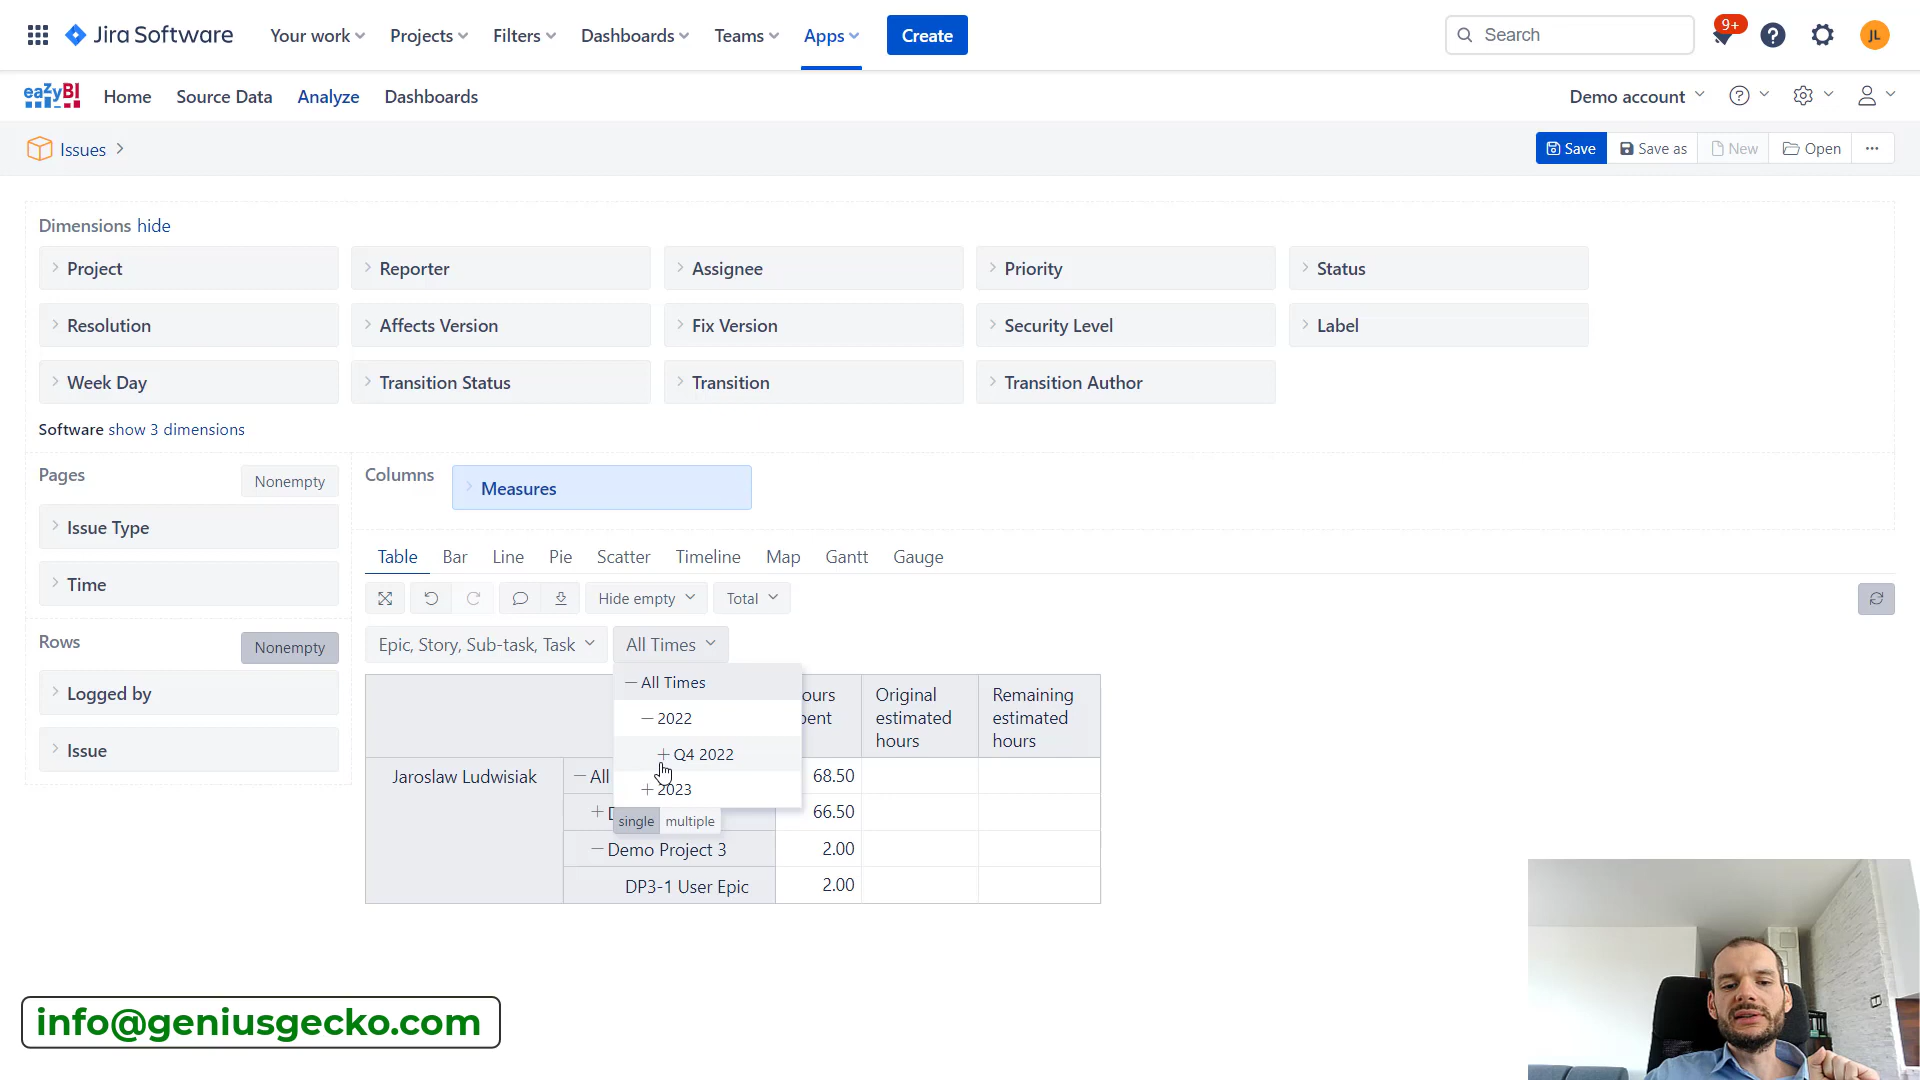 Jira Software Your work Projects Filters Dashboards Teams Apps Create Search 9+ JL
eazyBI Home Source Data Analyze Dashboards Demo account
Issues Save Save as New Open
Dimensions hide
Project Reporter Assignee Priority Status
Resolution Affects Version Fix Version Security Level Label
Week Day Transition Status Transition Transition Author
Software show 3 dimensions
Pages Nonempty
Issue Type
Time
Rows Nonempty
Logged by
Issue
Columns Measures
Table Bar Line Pie Scatter Timeline Map Gantt Gauge
Hide empty Total
Epic, Story, Sub-task, Task All Times
All Times
2022
Q4 2022
2023
single multiple
ours
pent
Original
estimated
hours
Remaining
estimated
hours
Jaroslaw Ludwisiak All 68.50
D 66.50
Demo Project 3 2.00
DP3-1 User Epic 2.00
info@geniusgecko.com